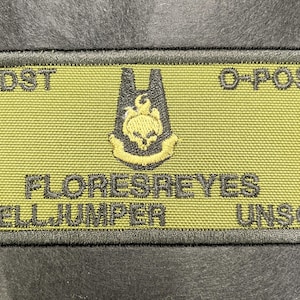 DST O-POS
FLORESREYES
ELLJUMPER UNSC